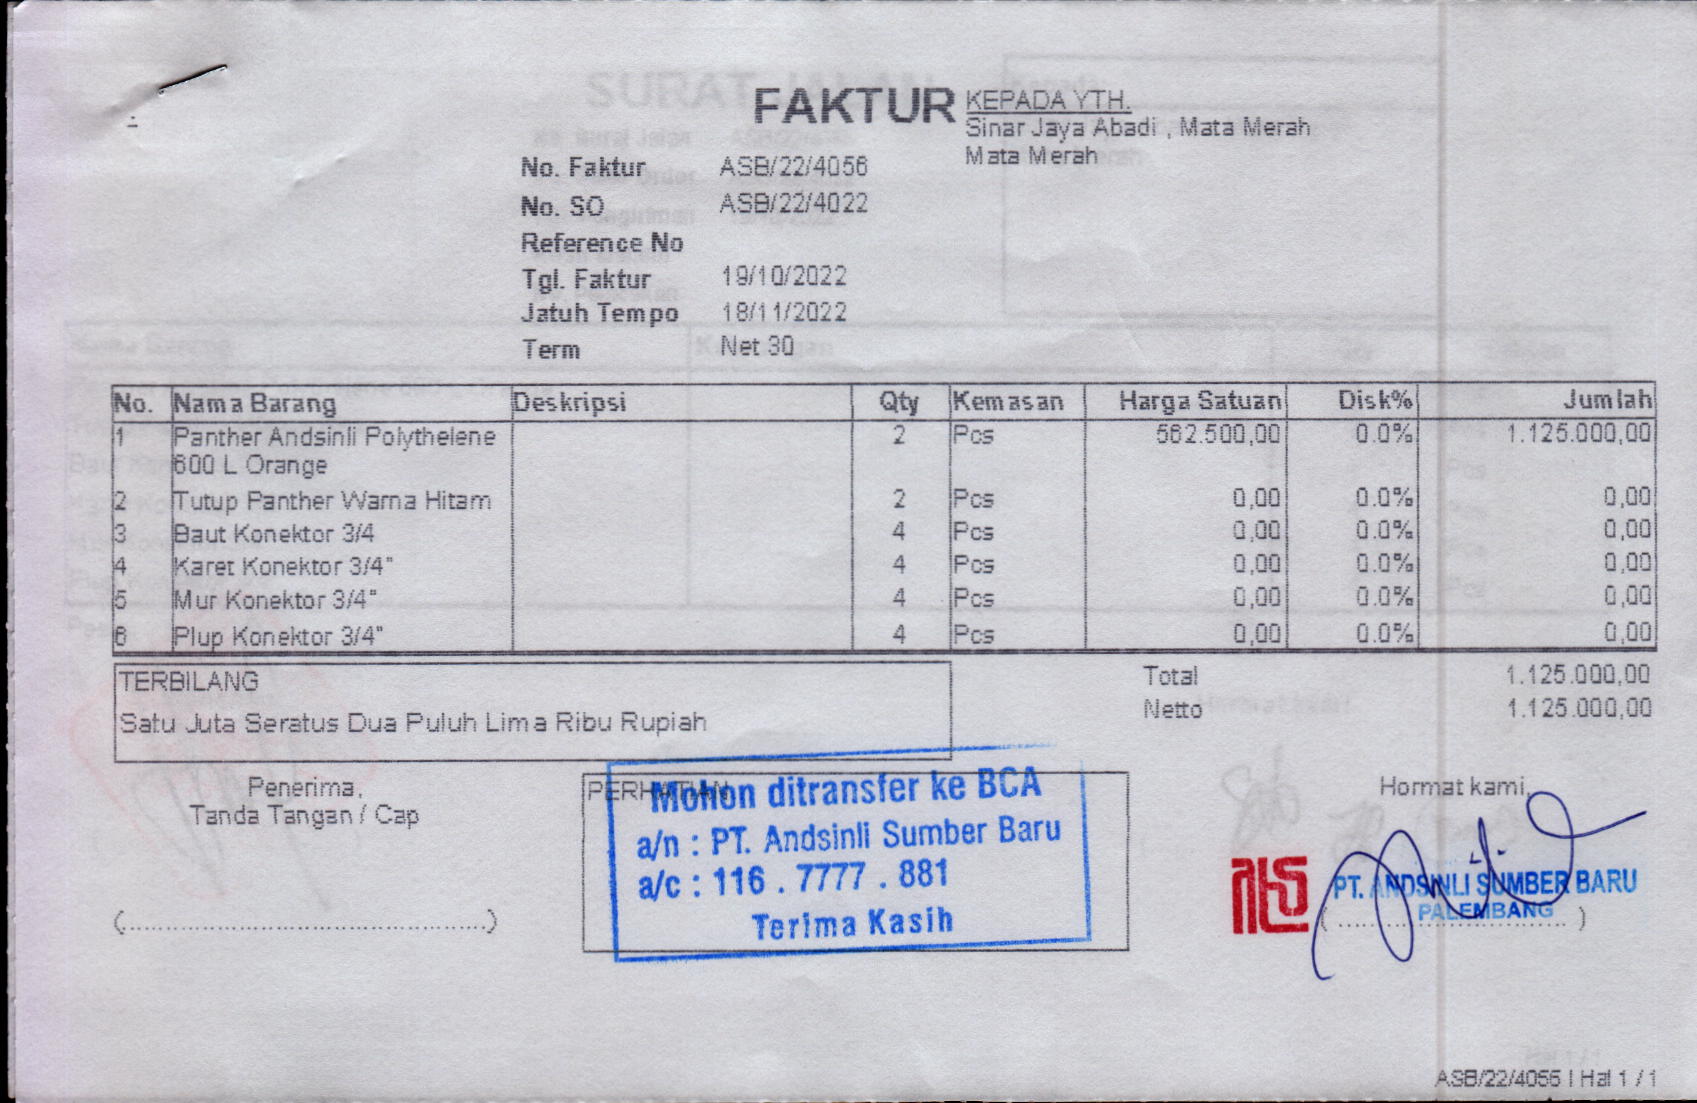 FAKTUR
KEPADA YTH.
Sinar Jaya Abadi , Mata Merah
Mata Merah
No. Faktur ASB/22/4056
No. SO ASB/22/4022
Reference No
Tgl. Faktur 19/10/2022
Jatuh Tempo 18/11/2022
Term Net 30
No. Nama Barang Deskripsi Qty Kemasan Harga Satuan Disk% Jumlah
1 Panther Andsinli Polythelene 2 Pcs 562.500,00 0.0% 1.125.000,00
600 L Orange
2 Tutup Panther Warna Hitam 2 Pcs 0,00 0.0% 0,00
3 Baut Konektor 3/4 4 Pcs 0,00 0.0% 0,00
4 Karet Konektor 3/4" 4 Pcs 0,00 0.0% 0,00
5 Mur Konektor 3/4" 4 Pcs 0,00 0.0% 0,00
6 Plup Konektor 3/4" 4 Pcs 0,00 0.0% 0,00
TERBILANG
Satu Juta Seratus Dua Puluh Lima Ribu Rupiah
Total 1.125.000,00
Netto 1.125.000,00
Penerima,
Tanda Tangan / Cap
(...........................................)
PERHATIAN
Mohon ditransfer ke BCA
a/n : PT. Andsinli Sumber Baru
a/c : 116 . 7777 . 881
Terima Kasih
Hormat kami,
PT. ANDSINLI SUMBER BARU
PALEMBANG
(..............................)
ASB/22/4056 | Hal 1 / 1